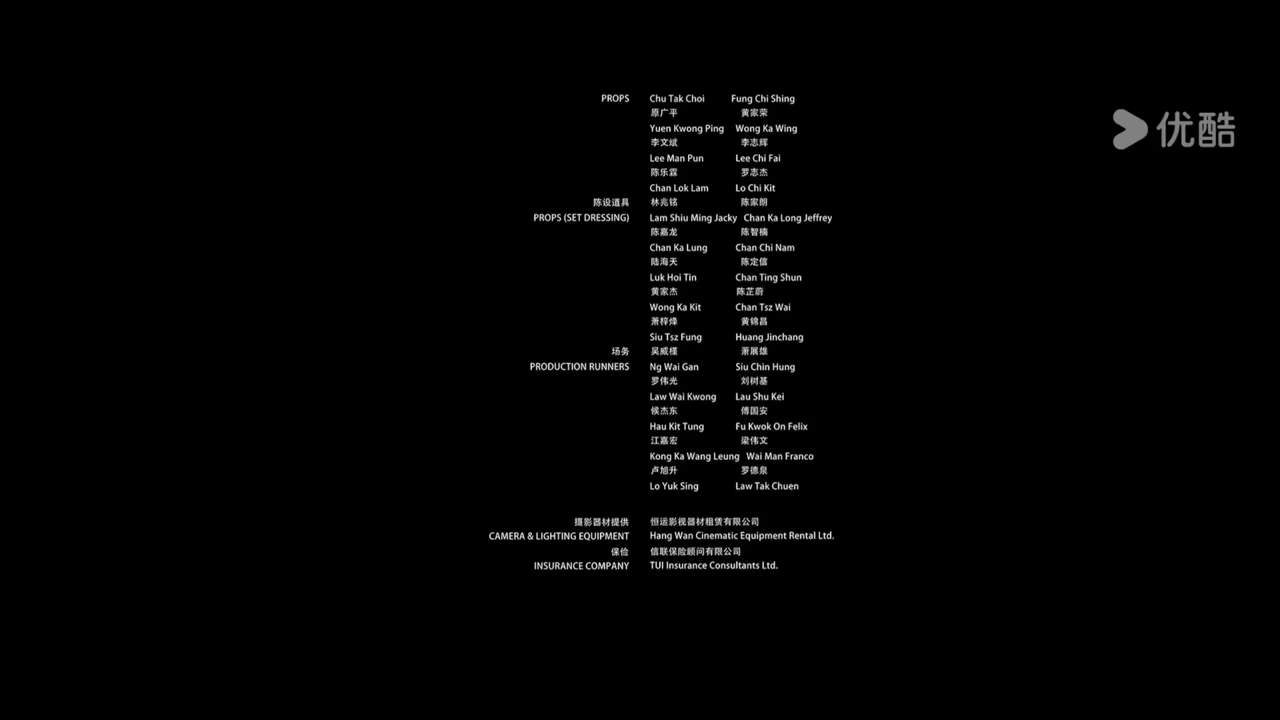 PROPS Chu Tak Choi Fung Chi Shing
原广平 黄家荣
优酷
Yuen Kwong Ping Wong Ka Wing
李文斌 李志辉
Lee Man Pun Lee Chi Fai
陈乐霖 罗志杰
Chan Lok Lam Lo Chi Kit
陈设道具 林兆铭 陈家朗
PROPS (SET DRESSING) Lam Shiu Ming Jacky Chan Ka Long Jeffrey
陈嘉龙 陈智楠
Chan Ka Lung Chan Chi Nam
陆海天 陈定信
Luk Hoi Tin Chan Ting Shun
黄家杰 陈芷蔚
Wong Ka Kit Chan Tsz Wai
萧梓烽 黄锦昌
Siu Tsz Fung Huang Jinchang
场务 吴威槿 萧展雄
PRODUCTION RUNNERS Ng Wai Gan Siu Chin Hung
罗伟光 刘树基
Law Wai Kwong Lau Shu Kei
候杰东 傅国安
Hau Kit Tung Fu Kwok On Felix
江嘉宏 梁伟文
Kong Ka Wang Leung Wai Man Franco
卢旭升 罗德泉
Lo Yuk Sing Law Tak Chuen
摄影器材提供 恒运影视器材租赁有限公司
CAMERA & LIGHTING EQUIPMENT Hang Wan Cinematic Equipment Rental Ltd.
保俭 信联保险顾问有限公司
INSURANCE COMPANY TUI Insurance Consultants Ltd.